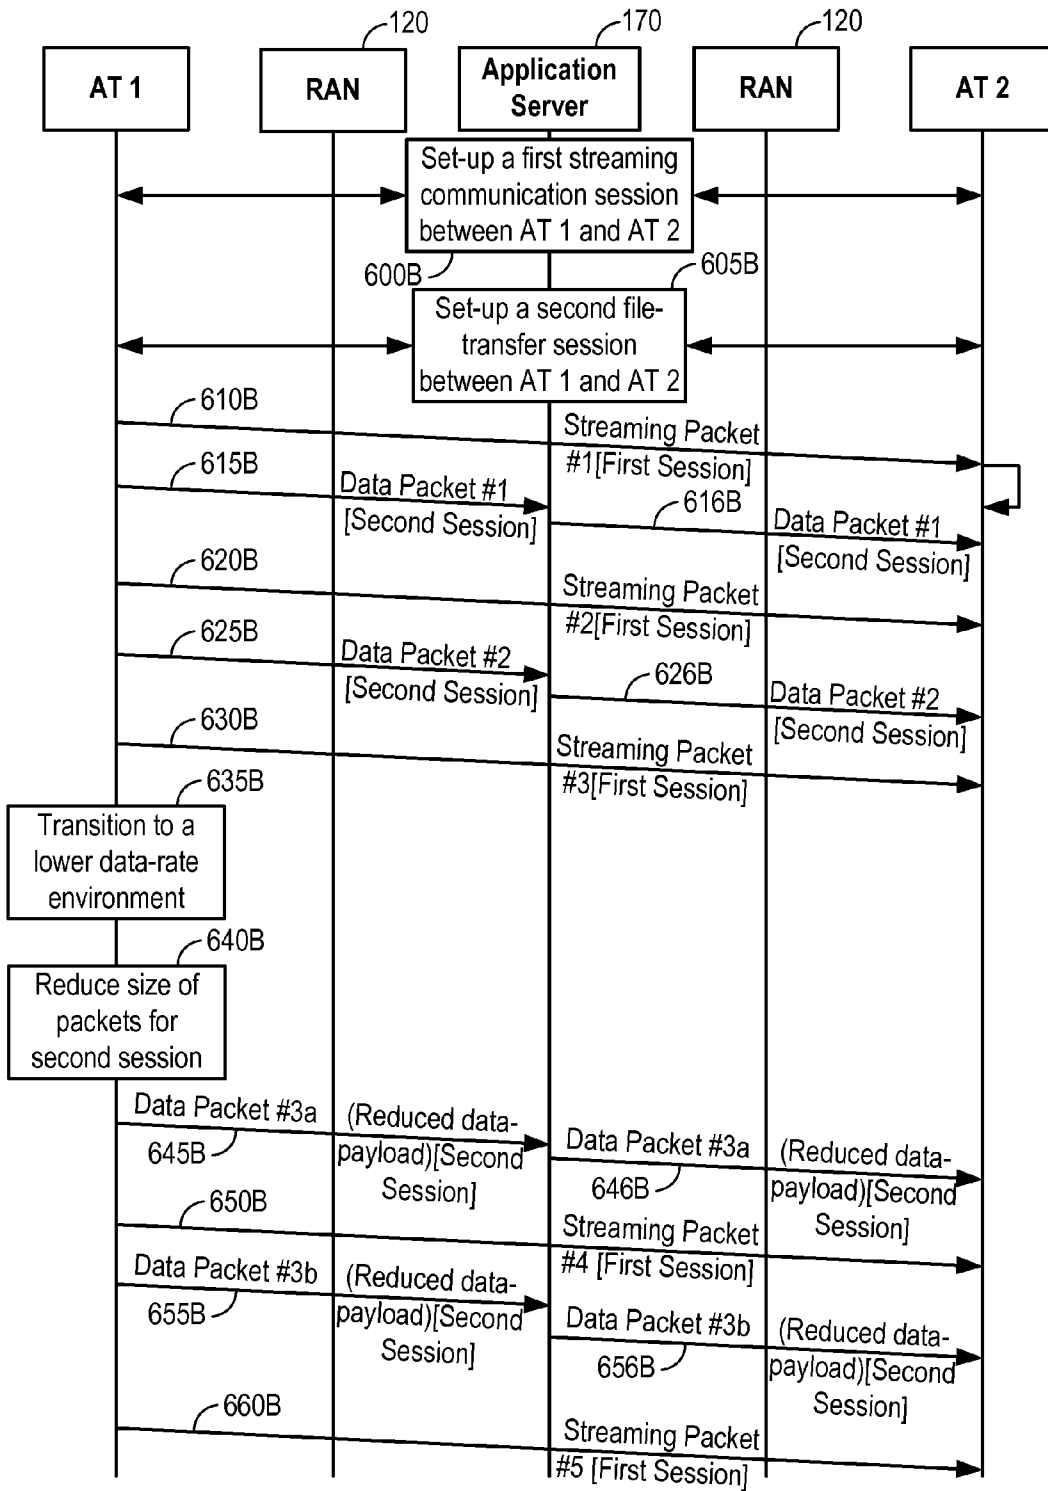 120
170
120
AT 1
RAN
Application
Server
RAN
AT 2
Set-up a first streaming
communication session
between AT 1 and AT 2
600B
605B
Set-up a second file-
transfer session
between AT 1 and AT 2
610B
Streaming Packet
#1[First Session]
615B
Data Packet #1
[Second Session]
616B
Data Packet #1
[Second Session]
620B
Streaming Packet
#2[First Session]
625B
Data Packet #2
[Second Session]
626B
Data Packet #2
[Second Session]
630B
Streaming Packet
#3[First Session]
635B
Transition to a
lower data-rate
environment
640B
Reduce size of
packets for
second session
Data Packet #3a
(Reduced data-
payload)[Second
Session]
645B
Data Packet #3a
(Reduced data-
payload)[Second
Session]
646B
650B
Streaming Packet
#4 [First Session]
Data Packet #3b
(Reduced data-
payload)[Second
Session]
655B
Data Packet #3b
(Reduced data-
payload)[Second
Session]
656B
660B
Streaming Packet
#5 [First Session]